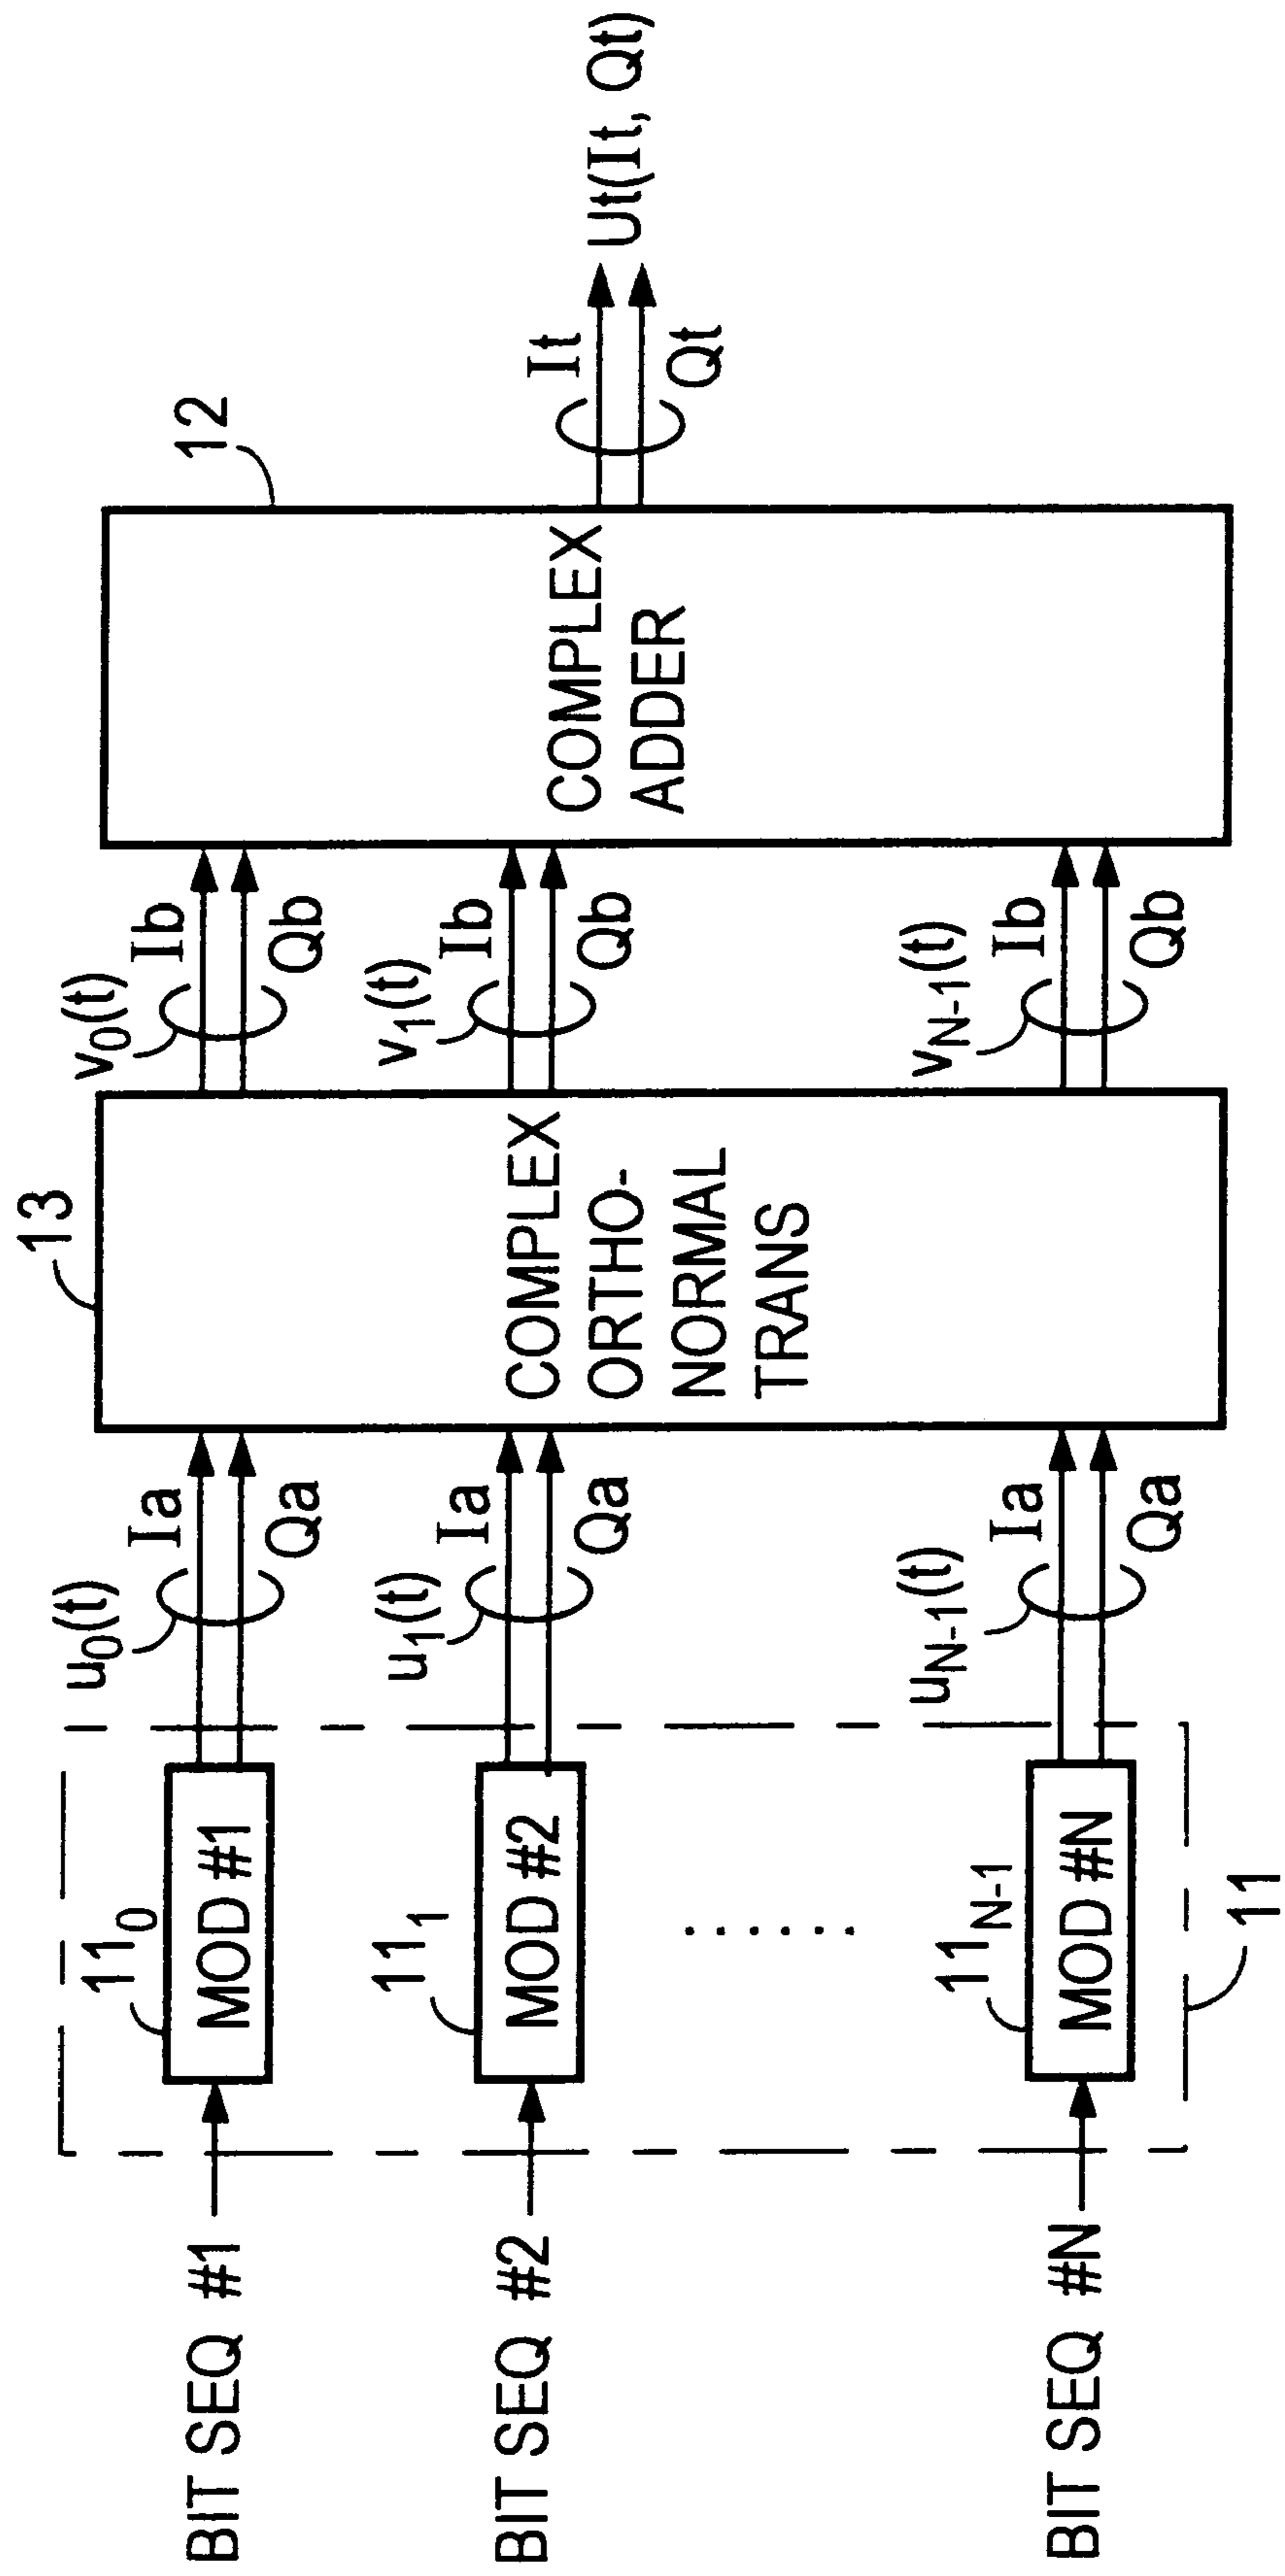 BIT SEQ #1
11₀
MOD #1
u₀(t)
Ia
Qa
13
v₀(t)
Ib
Qb
12
BIT SEQ #2
11₁
MOD #2
u₁(t)
Ia
Qa
COMPLEX
ORTHO-
NORMAL
TRANS
v₁(t)
Ib
Qb
COMPLEX
ADDER
It
Qt
Ut(It, Qt)
......
BIT SEQ #N
11N-1
MOD #N
uN-1(t)
Ia
Qa
vN-1(t)
Ib
Qb
11